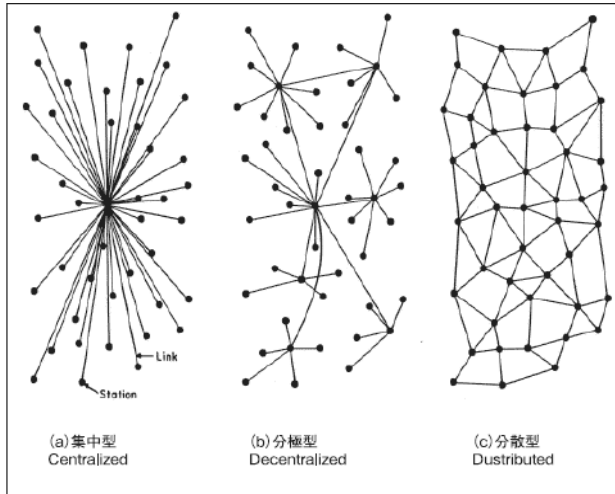 Link
Station
(a)集中型
Centralized
(b)分極型
Decentralized
(c)分散型
Dustributed